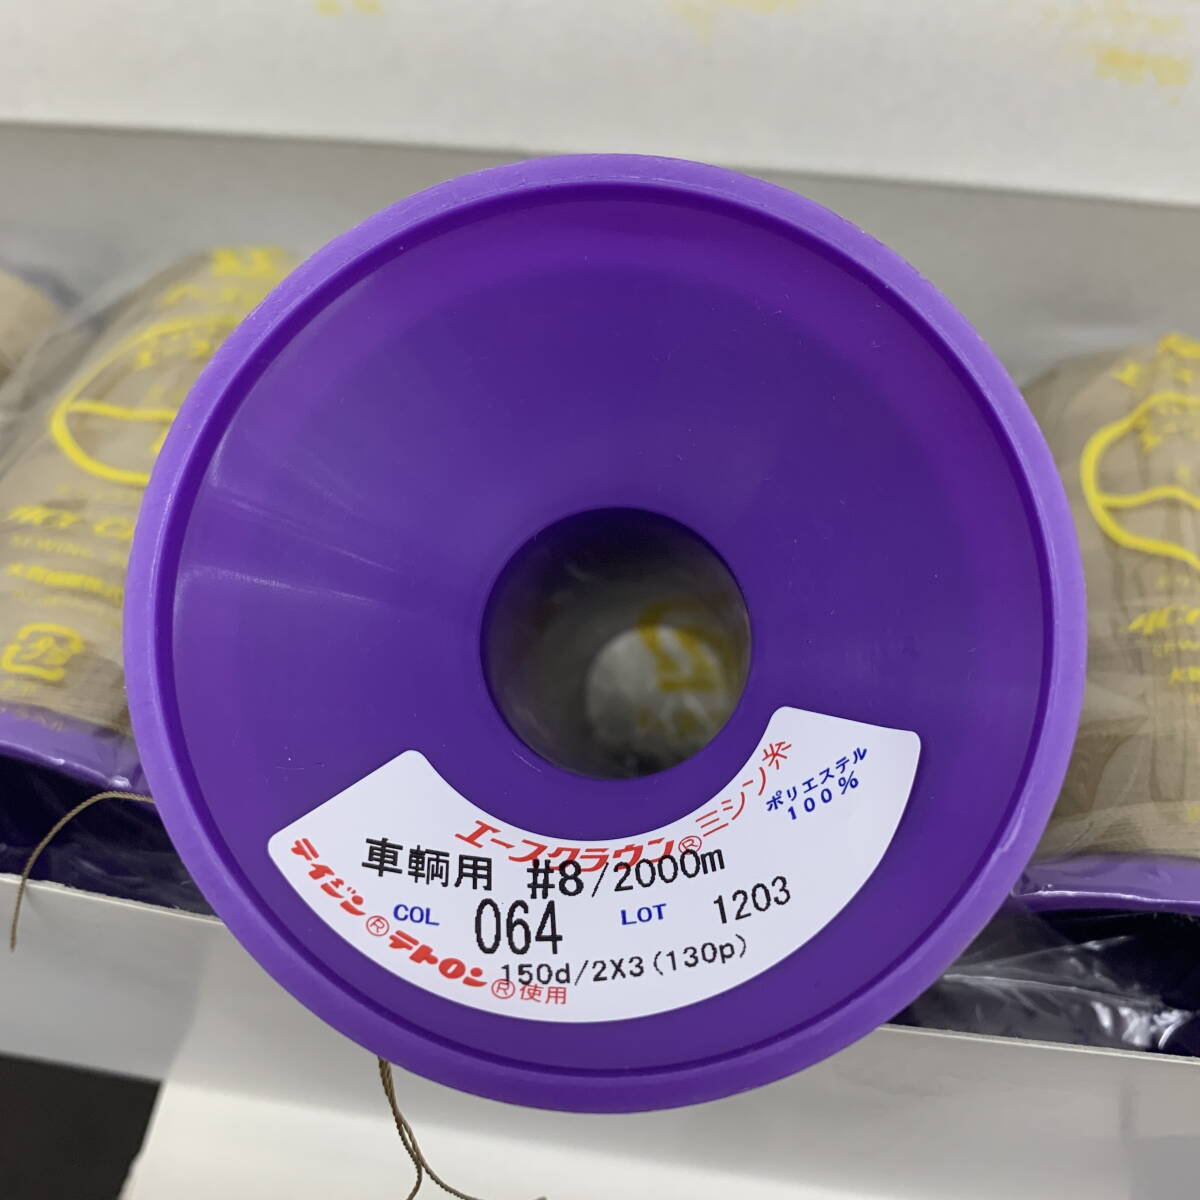 エースクラウン®ミシン糸
ポリエステル
100%
車輌用 #8/2000m
COL 064 LOT 1203
150d/2X3(130p)
テイジン®テトロン®使用